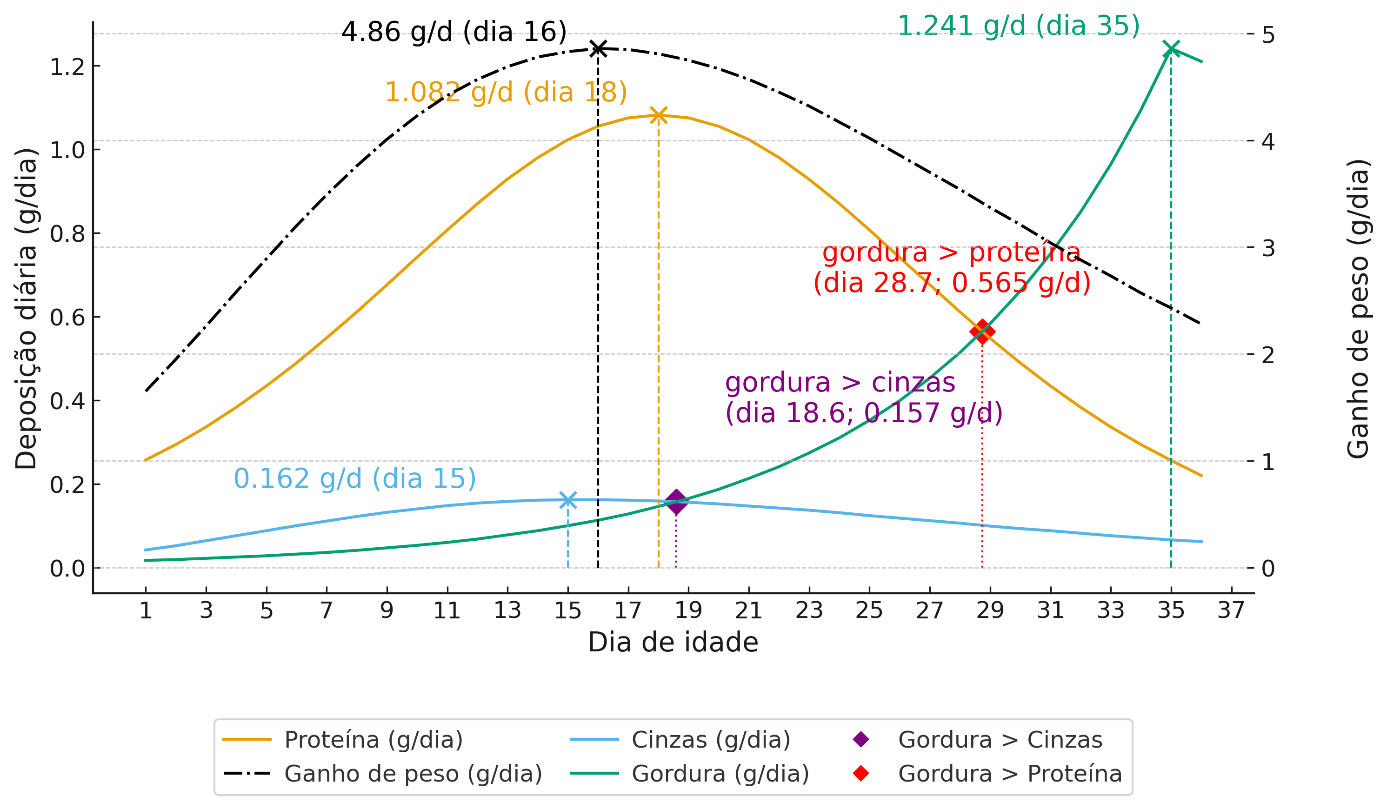 4.86 g/d (dia 16)
1.241 g/d (dia 35)
1.082 g/d (dia 18)
gordura > proteína
(dia 28.7; 0.565 g/d)
gordura > cinzas
(dia 18.6; 0.157 g/d)
0.162 g/d (dia 15)
Deposição diária (g/dia)
1.2
1.0
0.8
0.6
0.4
0.2
0.0
Ganho de peso (g/dia)
5
4
3
2
1
0
1 3 5 7 9 11 13 15 17 19 21 23 25 27 29 31 33 35 37
Dia de idade
Proteína (g/dia)
Ganho de peso (g/dia)
Cinzas (g/dia)
Gordura (g/dia)
Gordura > Cinzas
Gordura > Proteína